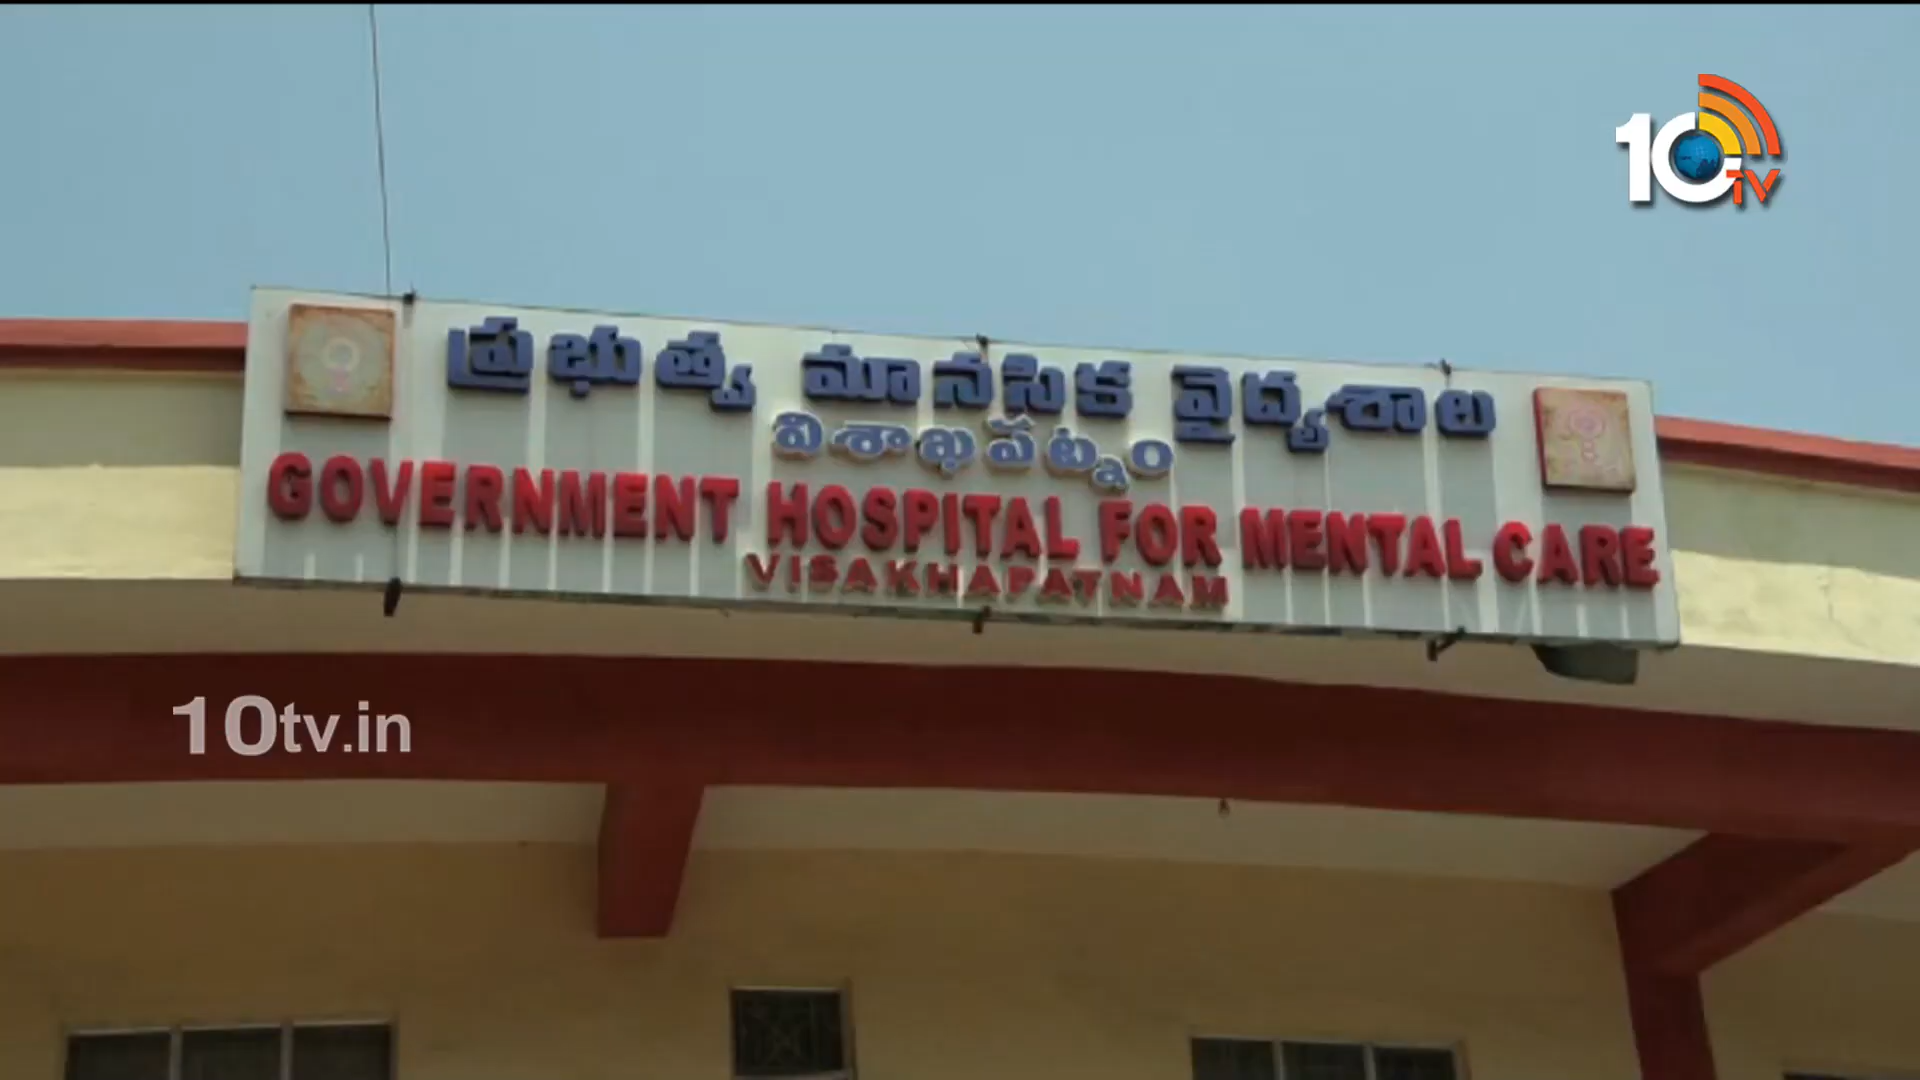 10TV
ప్రభుత్వ మానసిక వైద్యశాల
విశాఖపట్నం
GOVERNMENT HOSPITAL FOR MENTAL CARE
VISAKHAPATNAM
10tv.in